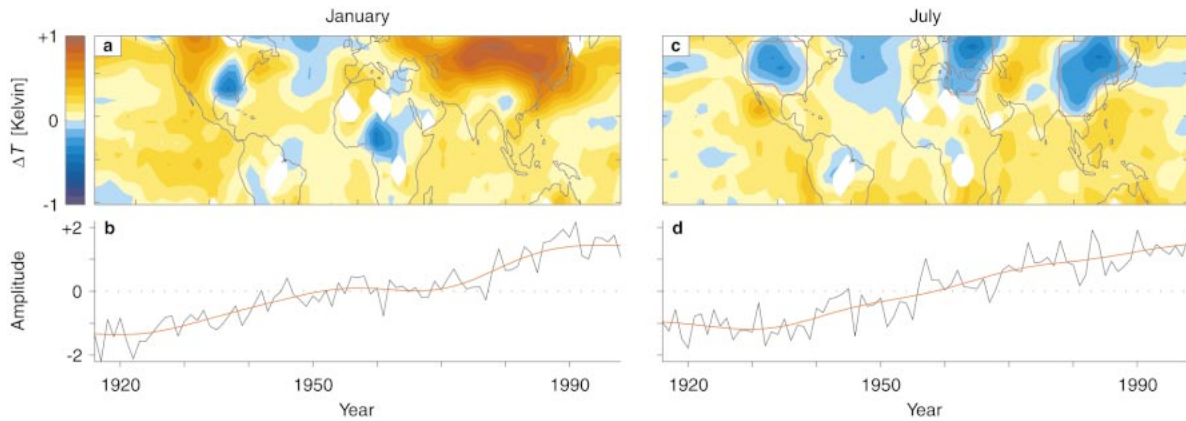 January
July
+1
0
-1
ΔT [Kelvin]
a
c
b
d
+2
0
-2
Amplitude
1920 1950 1990
1920 1950 1990
Year
Year